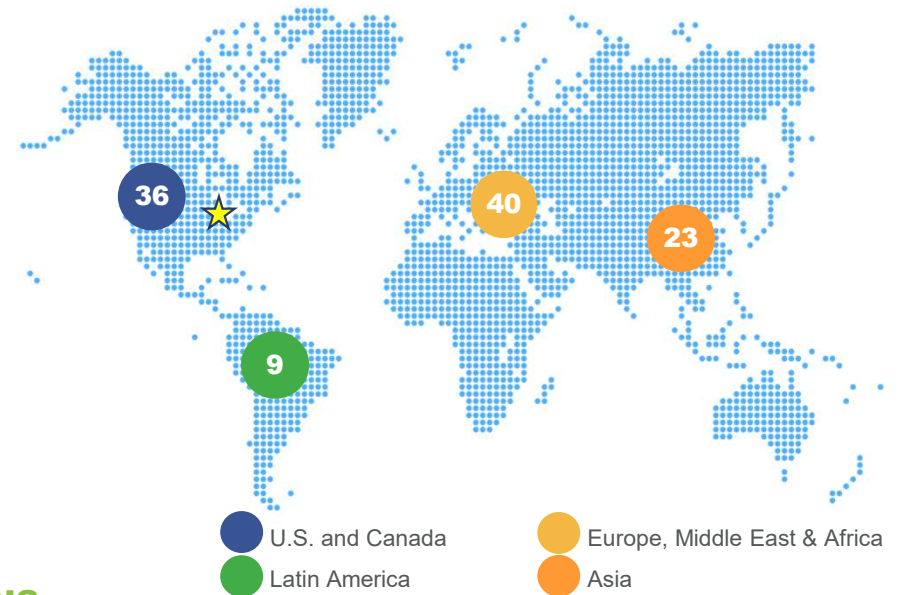 36
40
23
9
U.S. and Canada
Europe, Middle East & Africa
Latin America
Asia